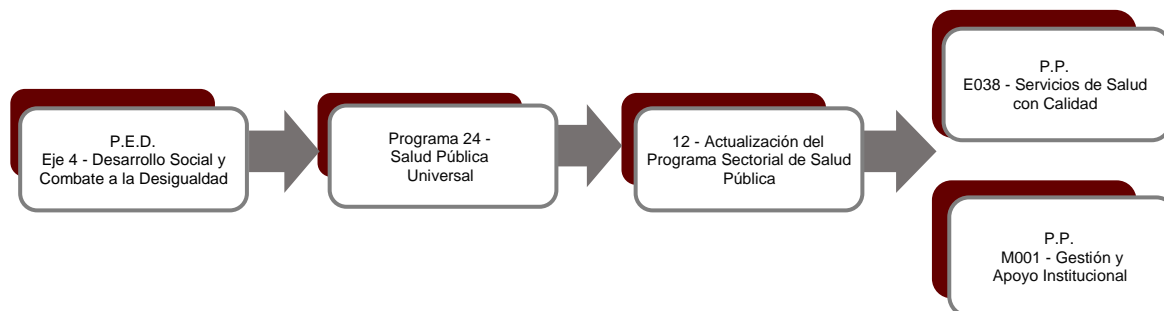 P.E.D.
Eje 4 - Desarrollo Social y
Combate a la Desigualdad
Programa 24 -
Salud Pública
Universal
12 - Actualización del
Programa Sectorial de Salud
Pública
P.P.
E038 - Servicios de Salud
con Calidad
P.P.
M001 - Gestión y
Apoyo Institucional